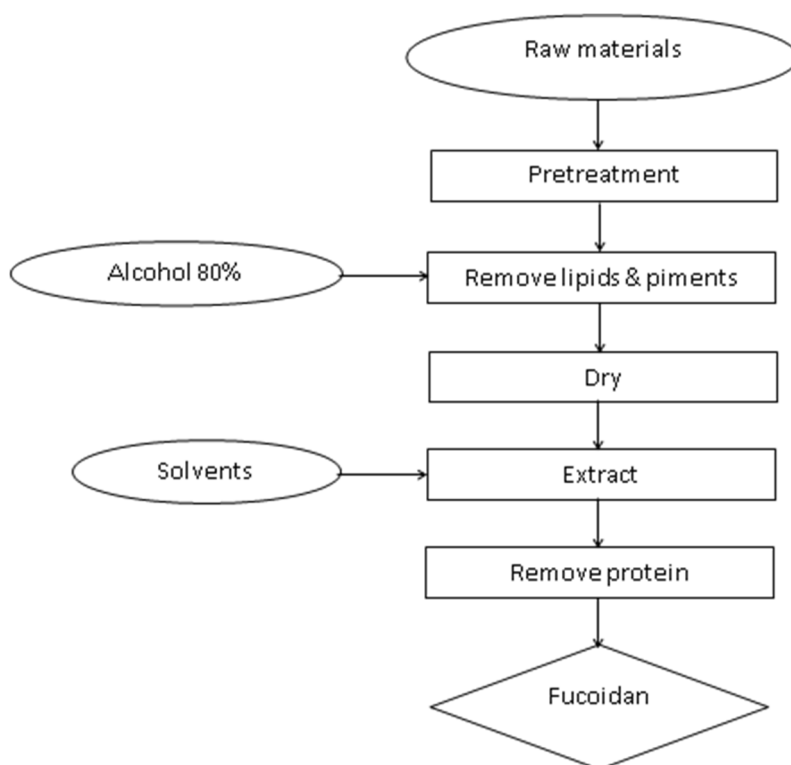 Raw materials
Pretreatment
Alcohol 80%
Remove lipids & piments
Dry
Solvents
Extract
Remove protein
Fucoidan